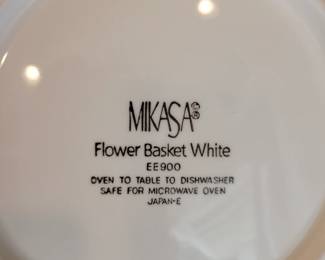 MIKASA®
Flower Basket White
EE900
OVEN TO TABLE TO DISHWASHER
SAFE FOR MICROWAVE OVEN
JAPAN-E